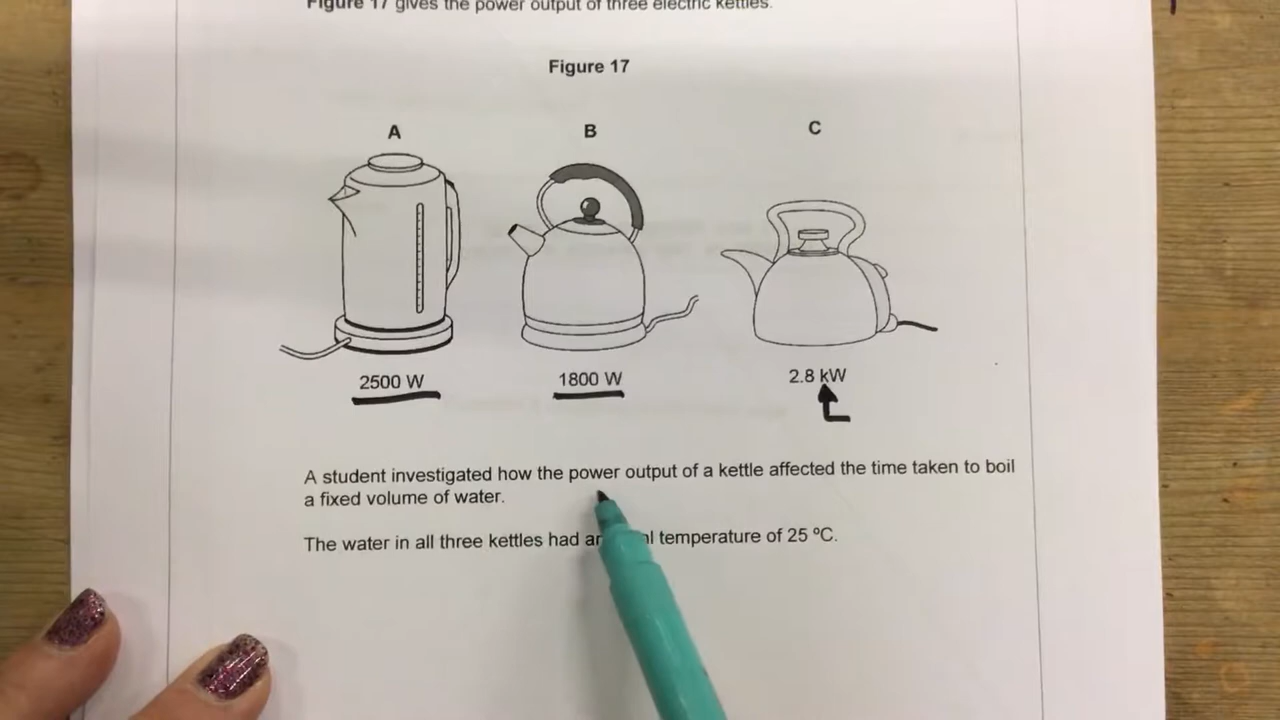 Figure 17 gives the power output of three electric kettles.
Figure 17
A B C
2500 W 1800 W 2.8 kW
A student investigated how the power output of a kettle affected the time taken to boil
a fixed volume of water.
The water in all three kettles had temperature of 25 ºC.